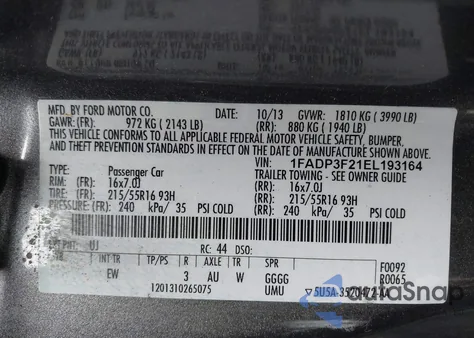 MFD. BY FORD MOTOR CO.
DATE: 10/13 GVWR: 1810 KG ( 3990 LB)
GAWR: (FR) 972 KG ( 2143 LB) (RR) 880 KG ( 1940 LB)
THIS VEHICLE CONFORMS TO ALL APPLICABLE FEDERAL MOTOR VEHICLE SAFETY, BUMPER,
AND THEFT PREVENTION STANDARDS IN EFFECT ON THE DATE OF MANUFACTURE SHOWN ABOVE.
VIN: 1FADP3F21EL193164
TYPE: Passenger Car TRAILER TOWING - SEE OWNER GUIDE
RIM: (FR) 16x7.0J (RR) 16x7.0J
TIRE: (FR) 215/55R16 93H (RR) 215/55R16 93H
PRESSURE: (FR) 240 kPa/ 35 PSI COLD (RR) 240 kPa/ 35 PSI COLD
UJ RC: 44 DSO: F0092
INT TR TP/PS R AXLE TR SPR R0065
EW 3 AU W GGGG
1201310265075 UMU
AutoSnap